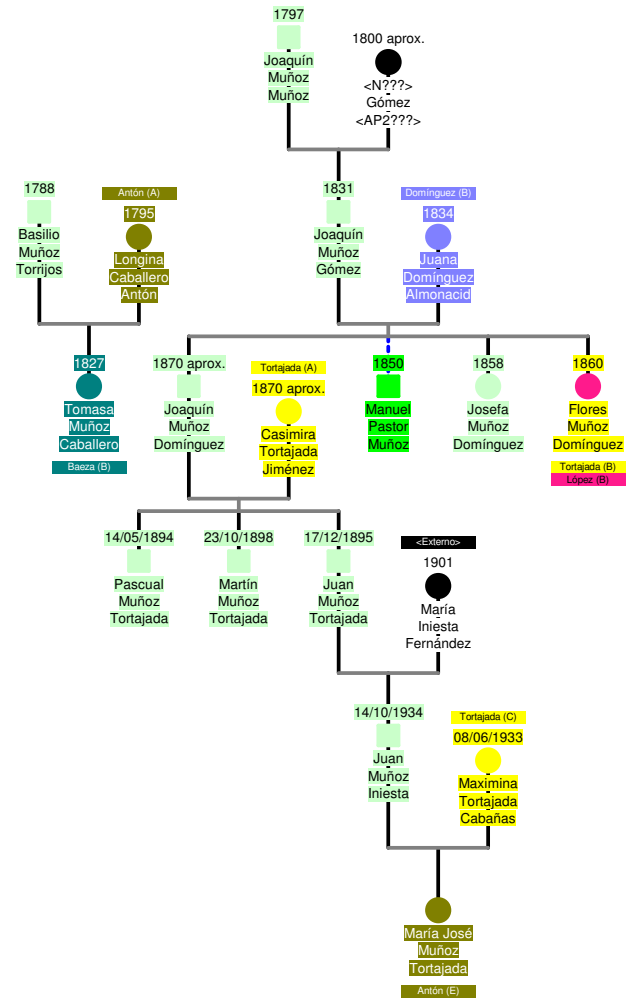 1797
Joaquín
Muñoz
Muñoz
1800 aprox.
<N???>
Gómez
<AP2???>
1788
Basilio
Muñoz
Torrijos
Antón (A)
1795
Longina
Caballero
Antón
1831
Joaquín
Muñoz
Gómez
Domínguez (B)
1834
Juana
Domínguez
Almonacid
1827
Tomasa
Muñoz
Caballero
Baeza (B)
1870 aprox.
Joaquín
Muñoz
Domínguez
Tortajada (A)
1870 aprox.
Casimira
Tortajada
Jiménez
1850
Manuel
Pastor
Muñoz
1858
Josefa
Muñoz
Domínguez
1860
Flores
Muñoz
Domínguez
Tortajada (B)
López (B)
14/05/1894
Pascual
Muñoz
Tortajada
23/10/1898
Martín
Muñoz
Tortajada
17/12/1895
Juan
Muñoz
Tortajada
<Externo>
1901
María
Iniesta
Fernández
14/10/1934
Juan
Muñoz
Iniesta
Tortajada (C)
08/06/1933
Maximina
Tortajada
Cabañas
María José
Muñoz
Tortajada
Antón (E)